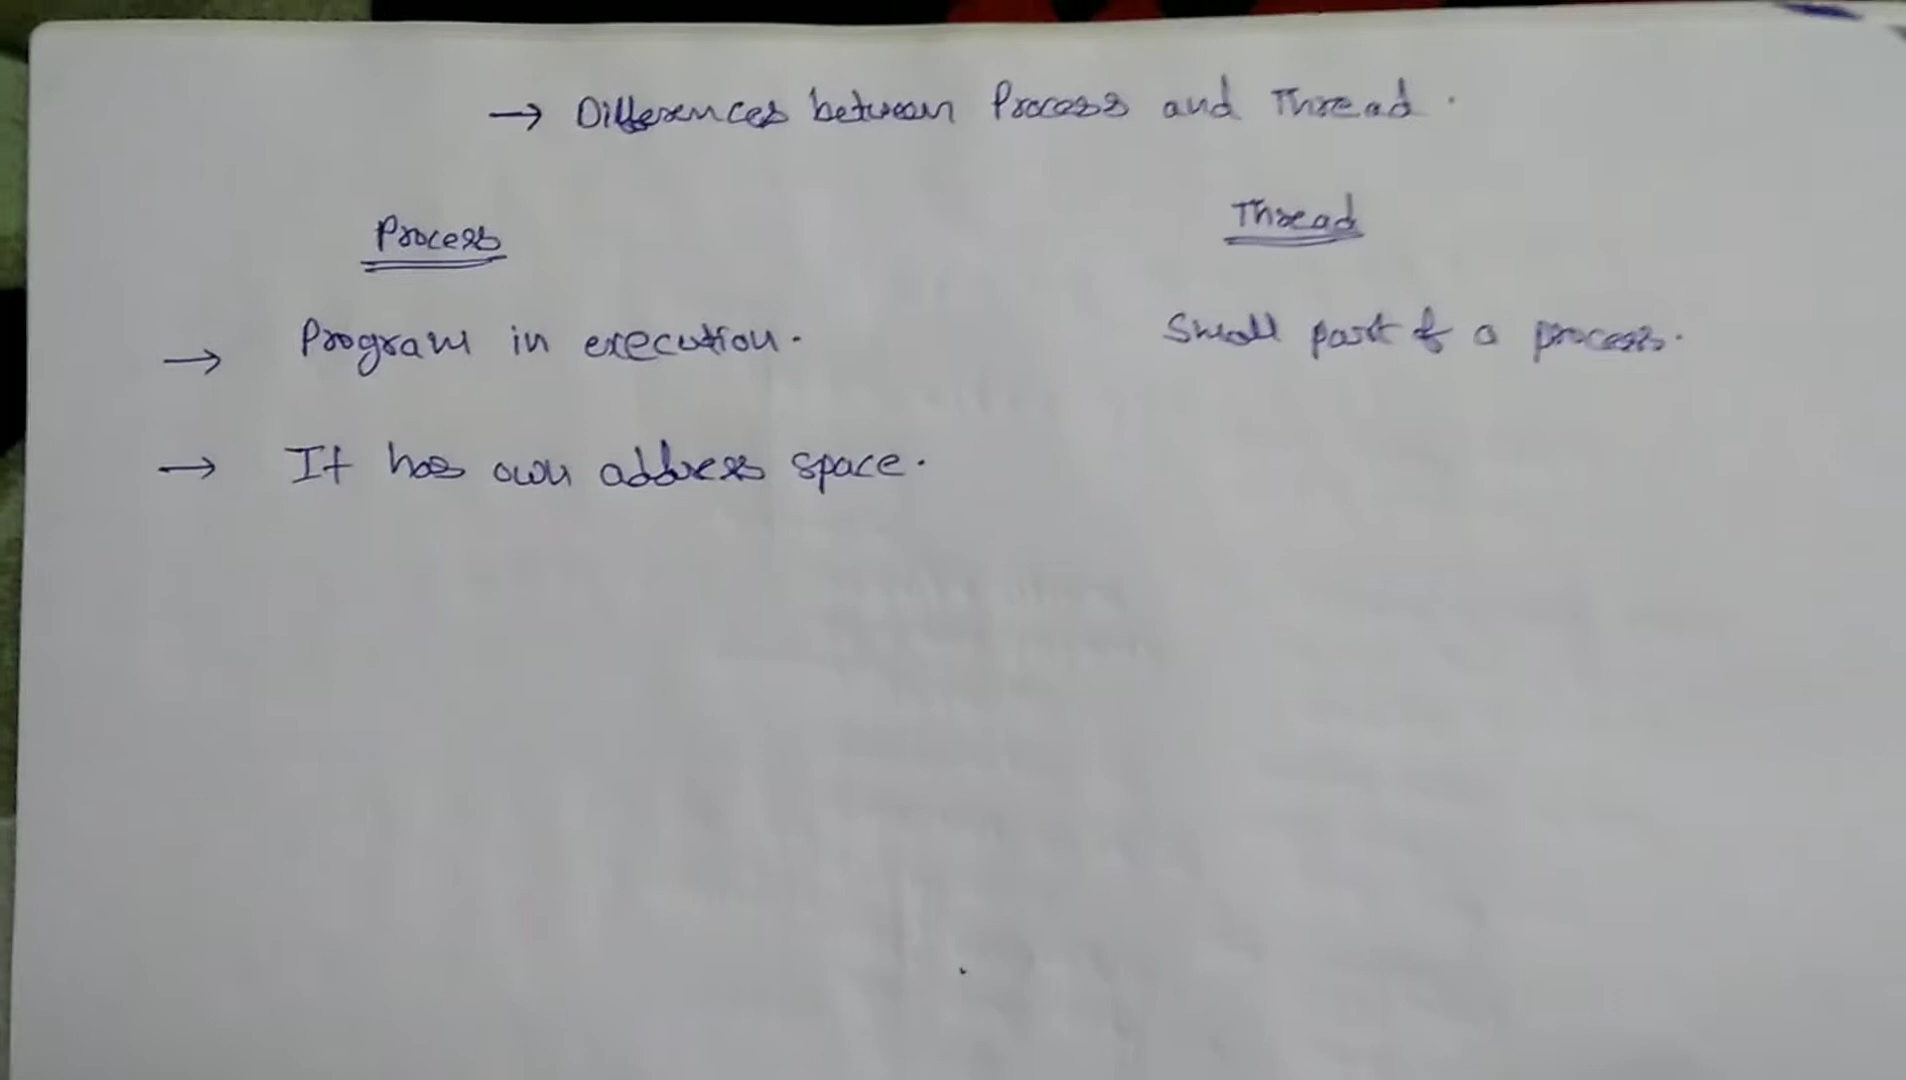 → Differences between Process and Thread.
Process
Thread
→ Program in execution.
Small part of a process.
→ It has own address space.